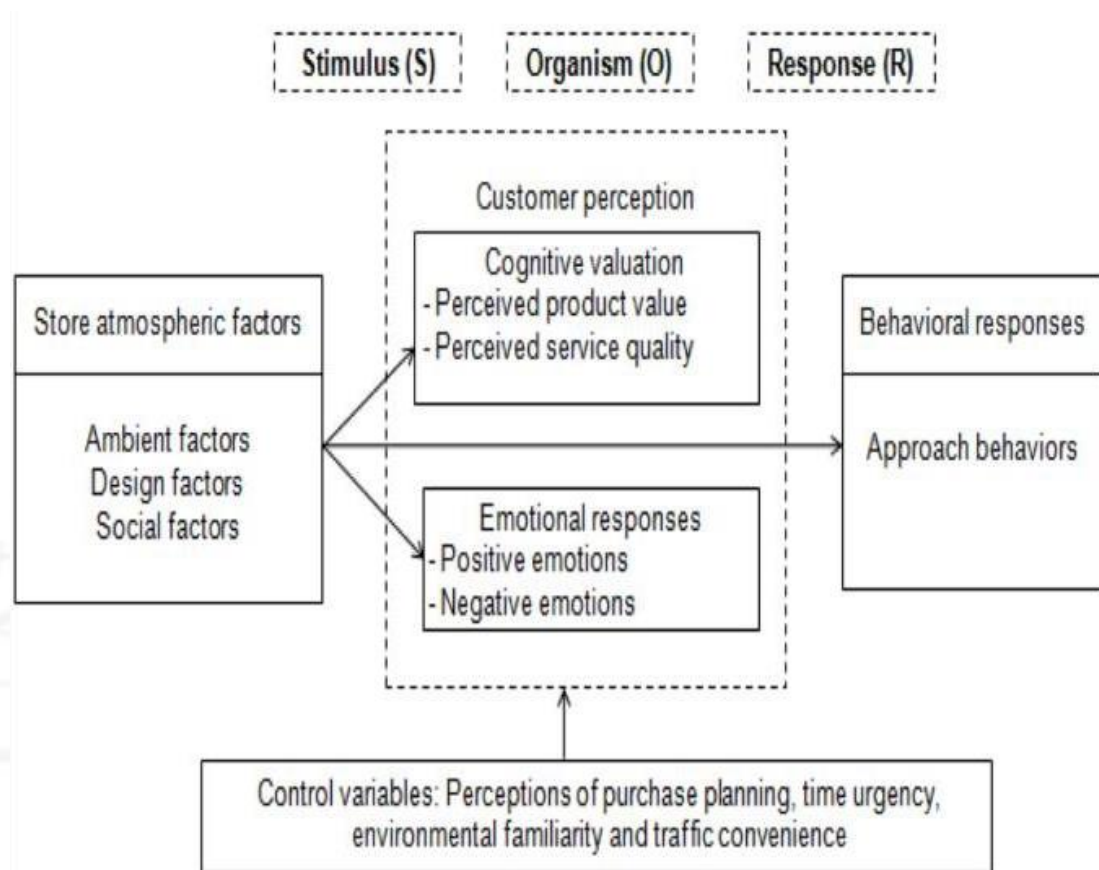 Stimulus (S)
Organism (O)
Response (R)
Customer perception
Cognitive valuation
- Perceived product value
- Perceived service quality
Store atmospheric factors
Ambient factors
Design factors
Social factors
Behavioral responses
Approach behaviors
Emotional responses
- Positive emotions
- Negative emotions
Control variables: Perceptions of purchase planning, time urgency,
environmental familiarity and traffic convenience